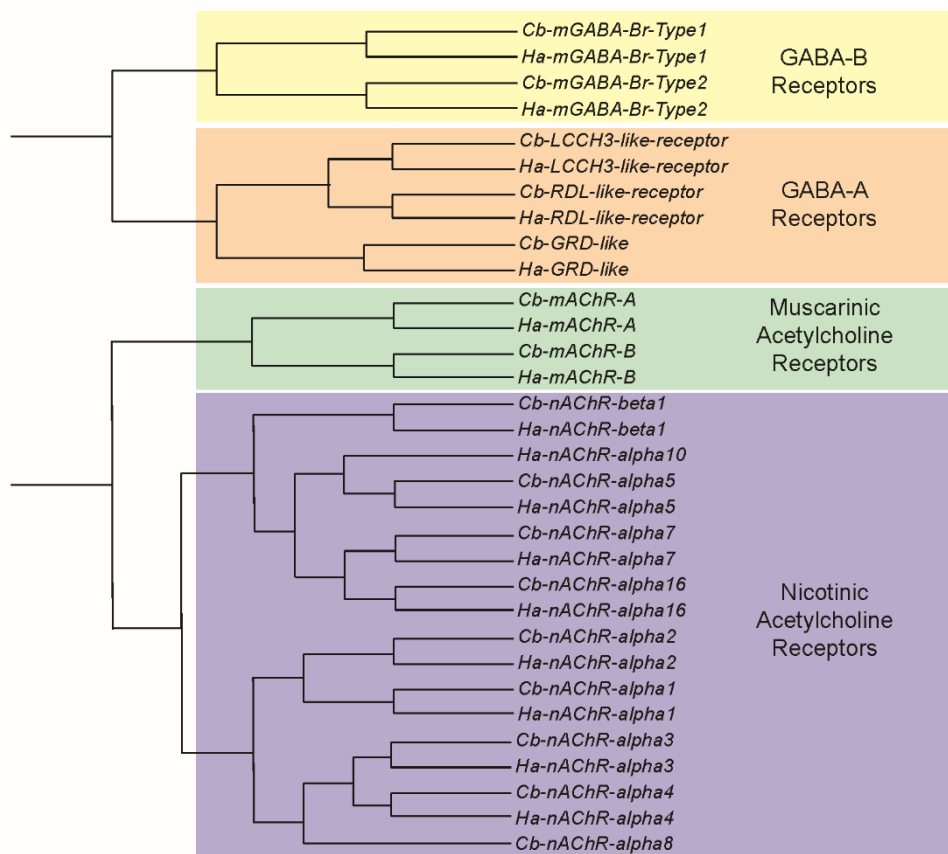 Cb-mGABA-Br-Type1
Ha-mGABA-Br-Type1
Cb-mGABA-Br-Type2
Ha-mGABA-Br-Type2
GABA-B
Receptors
Cb-LCCH3-like-receptor
Ha-LCCH3-like-receptor
Cb-RDL-like-receptor
Ha-RDL-like-receptor
Cb-GRD-like
Ha-GRD-like
GABA-A
Receptors
Cb-mAChR-A
Ha-mAChR-A
Cb-mAChR-B
Ha-mAChR-B
Muscarinic
Acetylcholine
Receptors
Cb-nAChR-beta1
Ha-nAChR-beta1
Ha-nAChR-alpha10
Cb-nAChR-alpha5
Ha-nAChR-alpha5
Cb-nAChR-alpha7
Ha-nAChR-alpha7
Cb-nAChR-alpha16
Ha-nAChR-alpha16
Cb-nAChR-alpha2
Ha-nAChR-alpha2
Cb-nAChR-alpha1
Ha-nAChR-alpha1
Cb-nAChR-alpha3
Ha-nAChR-alpha3
Cb-nAChR-alpha4
Ha-nAChR-alpha4
Cb-nAChR-alpha8
Nicotinic
Acetylcholine
Receptors